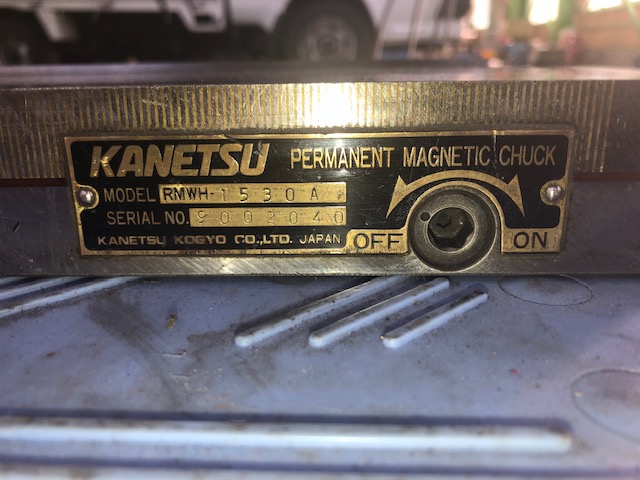 KANETSU PERMANENT MAGNETIC CHUCK
MODEL RMWH-1530A
SERIAL NO. 9002040
KANETSU KOGYO CO.,LTD. JAPAN
OFF ON